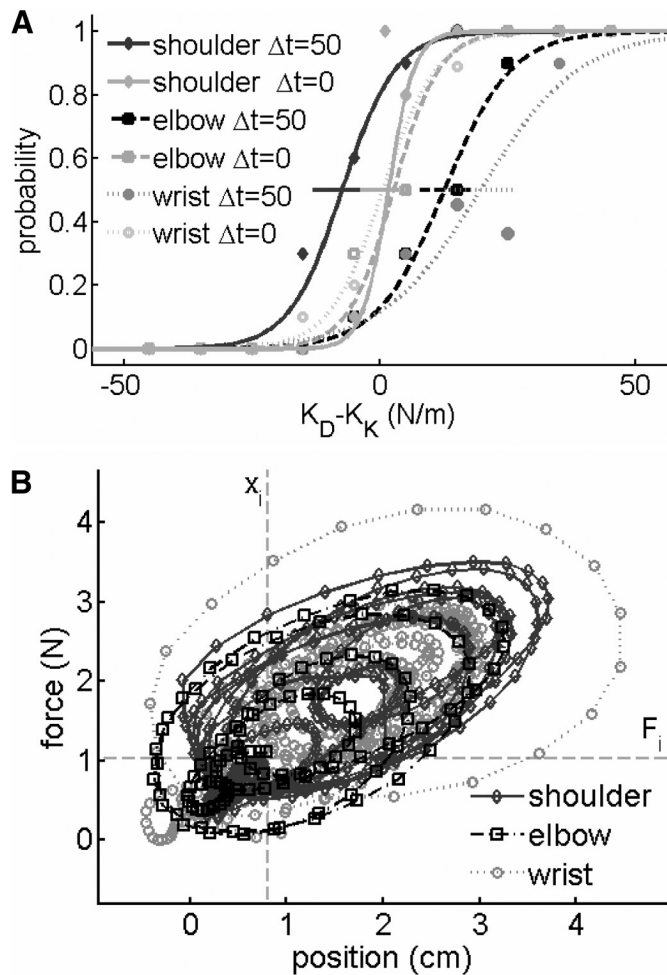 A
1
0.8
0.6
0.4
0.2
0
probability
shoulder Δt=50
shoulder Δt=0
elbow Δt=50
elbow Δt=0
wrist Δt=50
wrist Δt=0
-50
0
50
K_D-K_K (N/m)
B
x_i
4
3
2
1
0
force (N)
F_i
shoulder
elbow
wrist
0
1
2
3
4
position (cm)